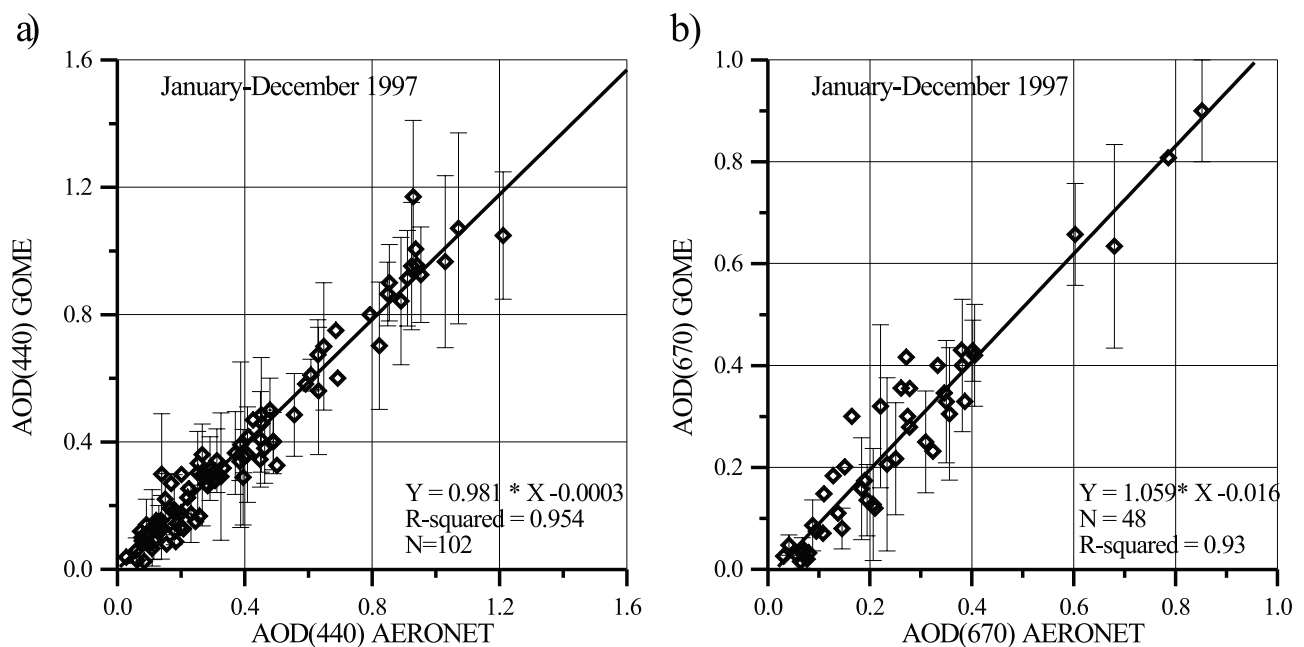 a)
January-December 1997
1.6
1.2
0.8
0.4
0.0
AOD(440) GOME
Y = 0.981 * X -0.0003
R-squared = 0.954
N=102
0.0 0.4 0.8 1.2 1.6
AOD(440) AERONET
b)
January-December 1997
1.0
0.8
0.6
0.4
0.2
0.0
AOD(670) GOME
Y = 1.059* X -0.016
N = 48
R-squared = 0.93
0.0 0.2 0.4 0.6 0.8 1.0
AOD(670) AERONET